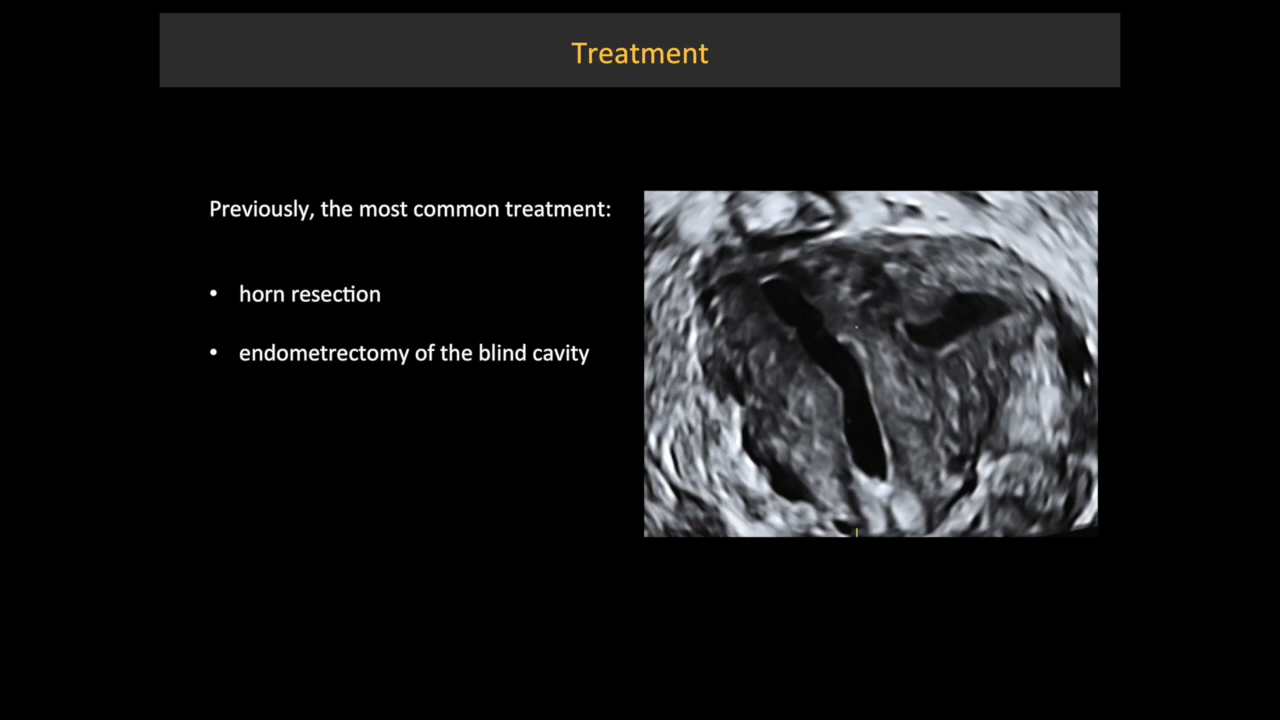 Treatment
Previously, the most common treatment:
• horn resection
• endometrectomy of the blind cavity